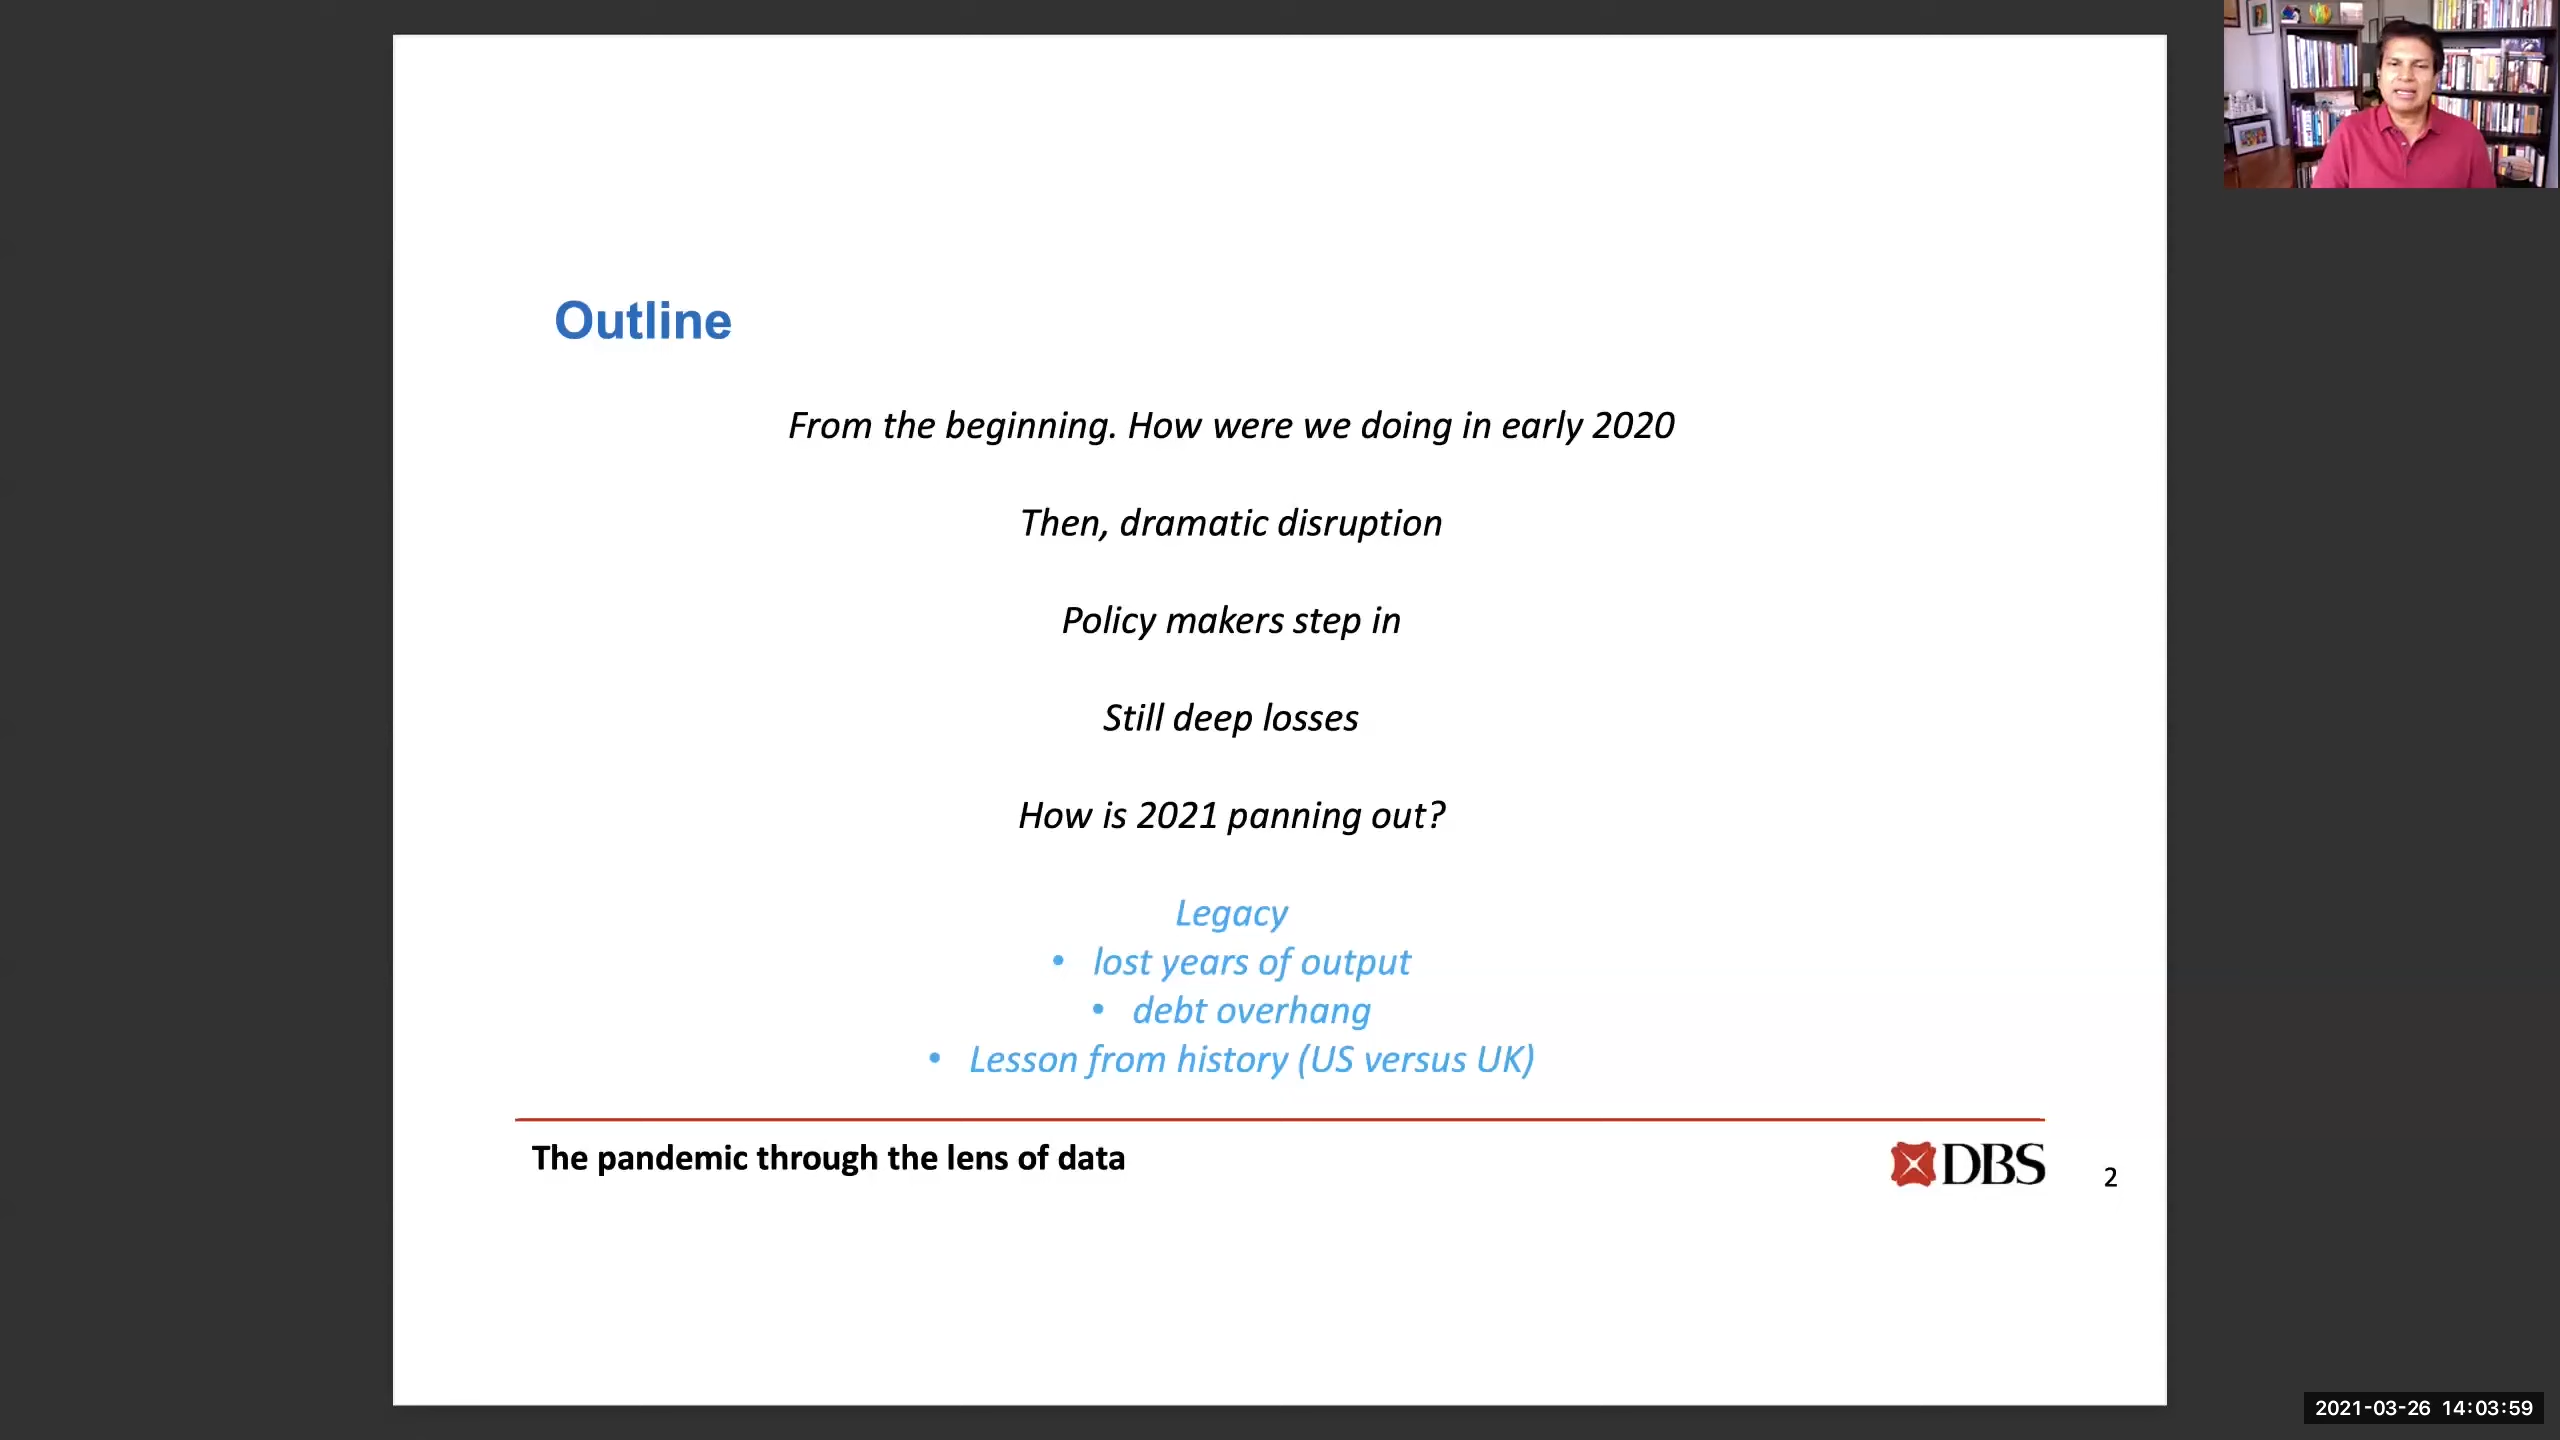 Outline
From the beginning. How were we doing in early 2020
Then, dramatic disruption
Policy makers step in
Still deep losses
How is 2021 panning out?
Legacy
• lost years of output
• debt overhang
• Lesson from history (US versus UK)
The pandemic through the lens of data
DBS
2
2021-03-26 14:03:59